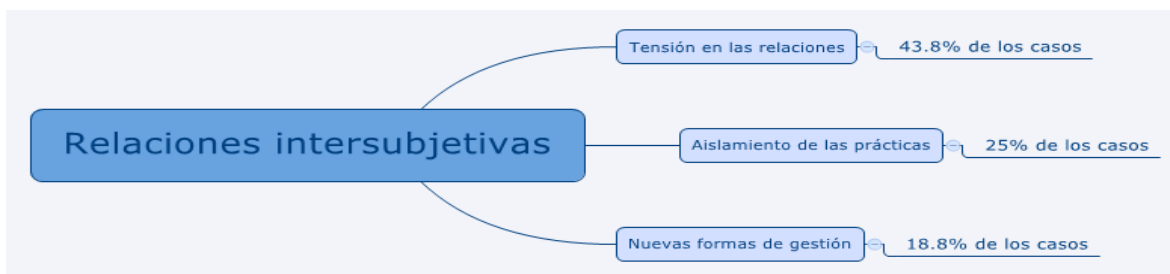 Tensión en las relaciones 43.8% de los casos
Relaciones intersubjetivas
Aislamiento de las prácticas 25% de los casos
Nuevas formas de gestión 18.8% de los casos